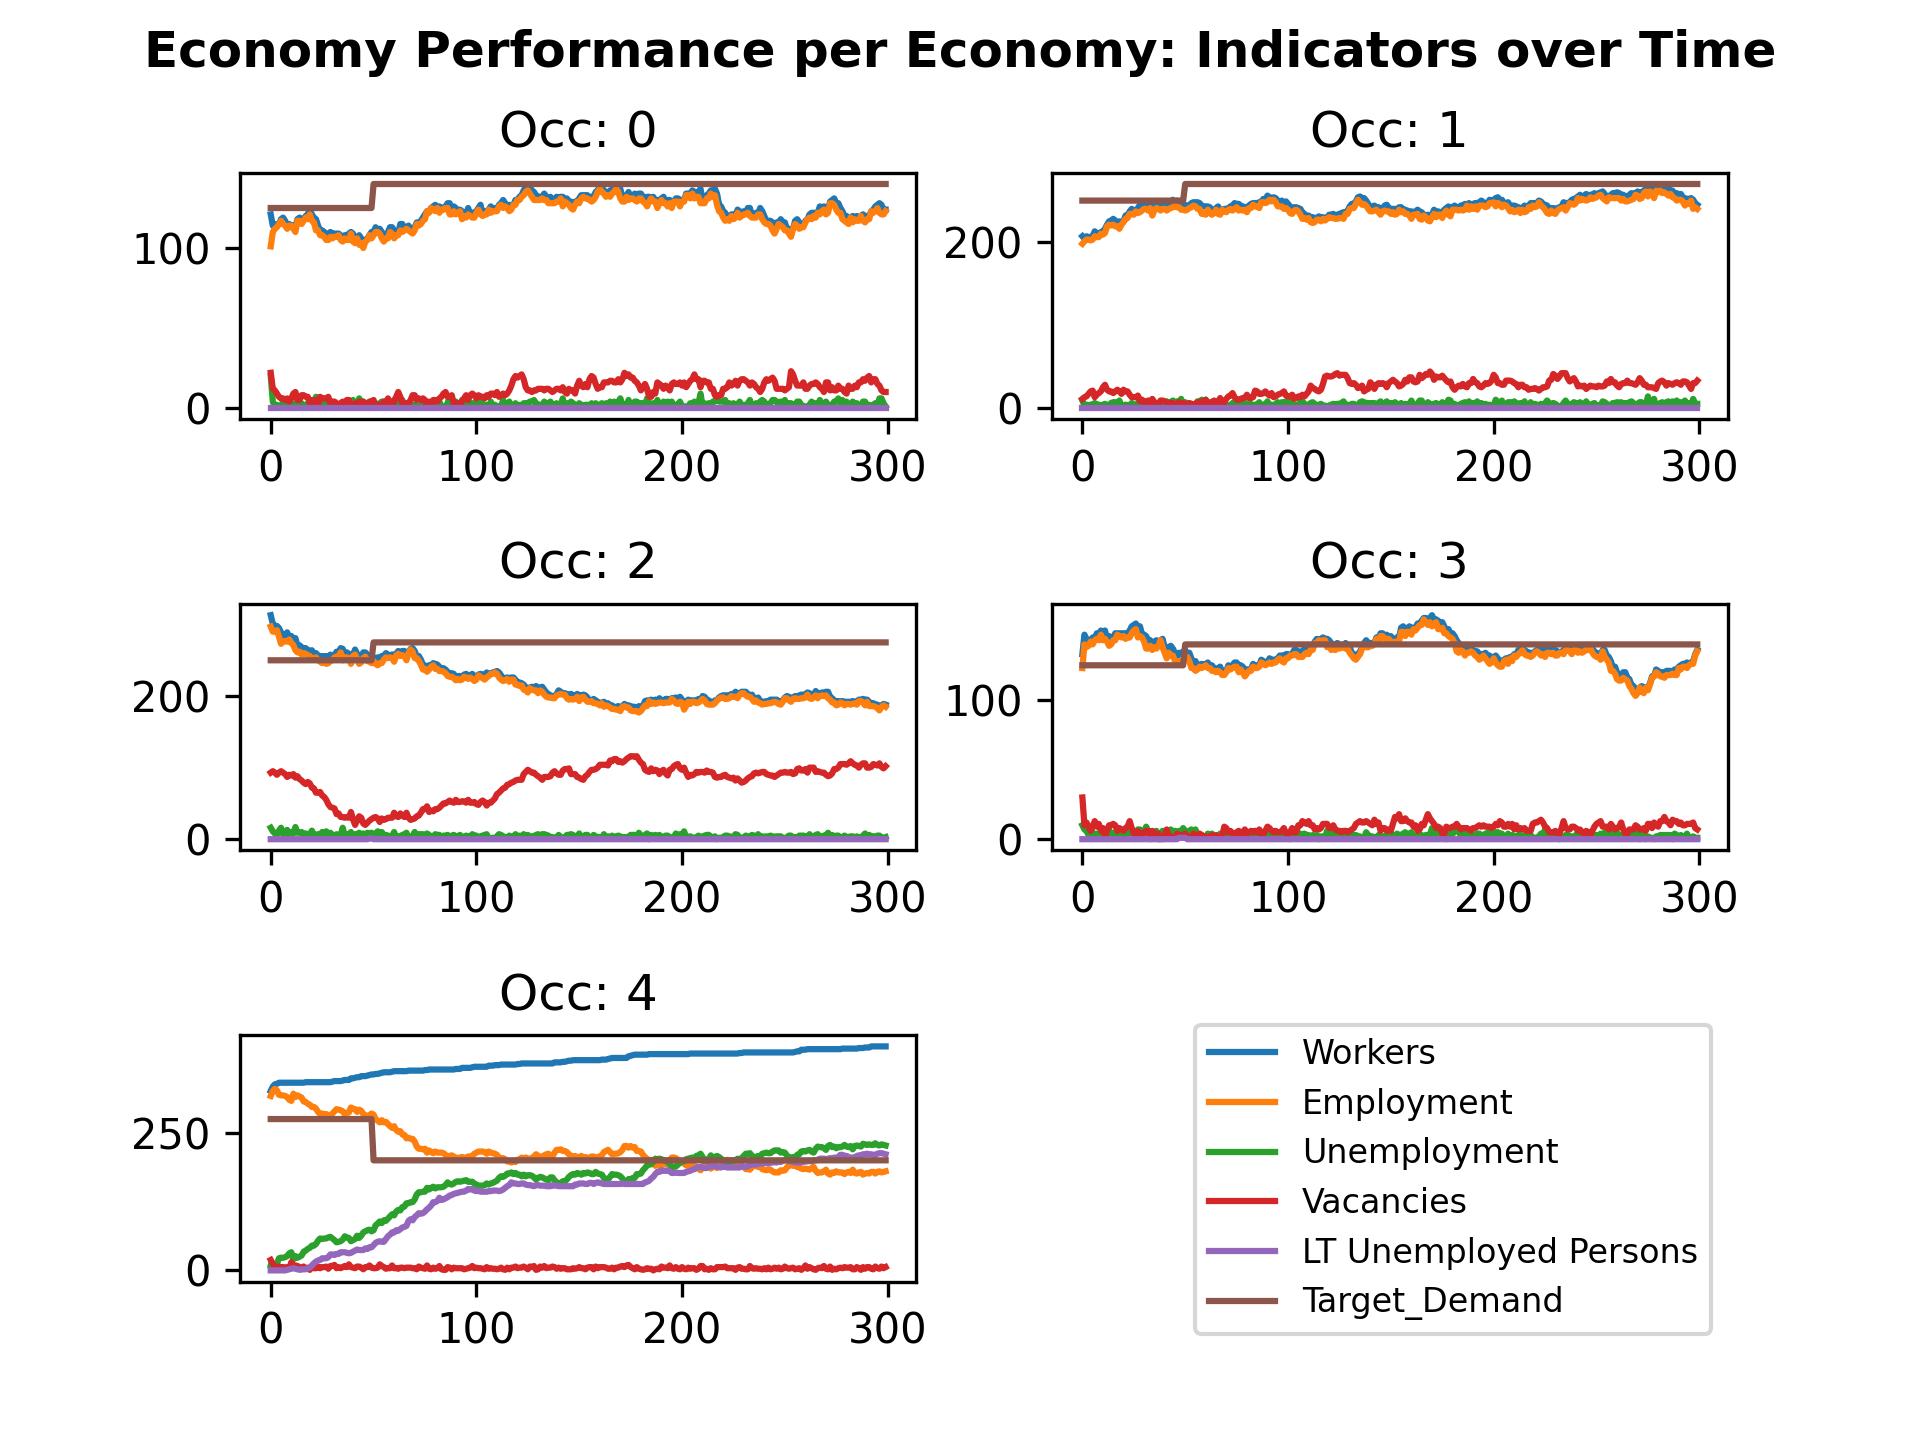 Economy Performance per Economy: Indicators over Time
Occ: 0
100
0
0 100 200 300
Occ: 1
200
0
0 100 200 300
Occ: 2
200
0
0 100 200 300
Occ: 3
100
0
0 100 200 300
Occ: 4
250
0
0 100 200 300
Workers
Employment
Unemployment
Vacancies
LT Unemployed Persons
Target_Demand